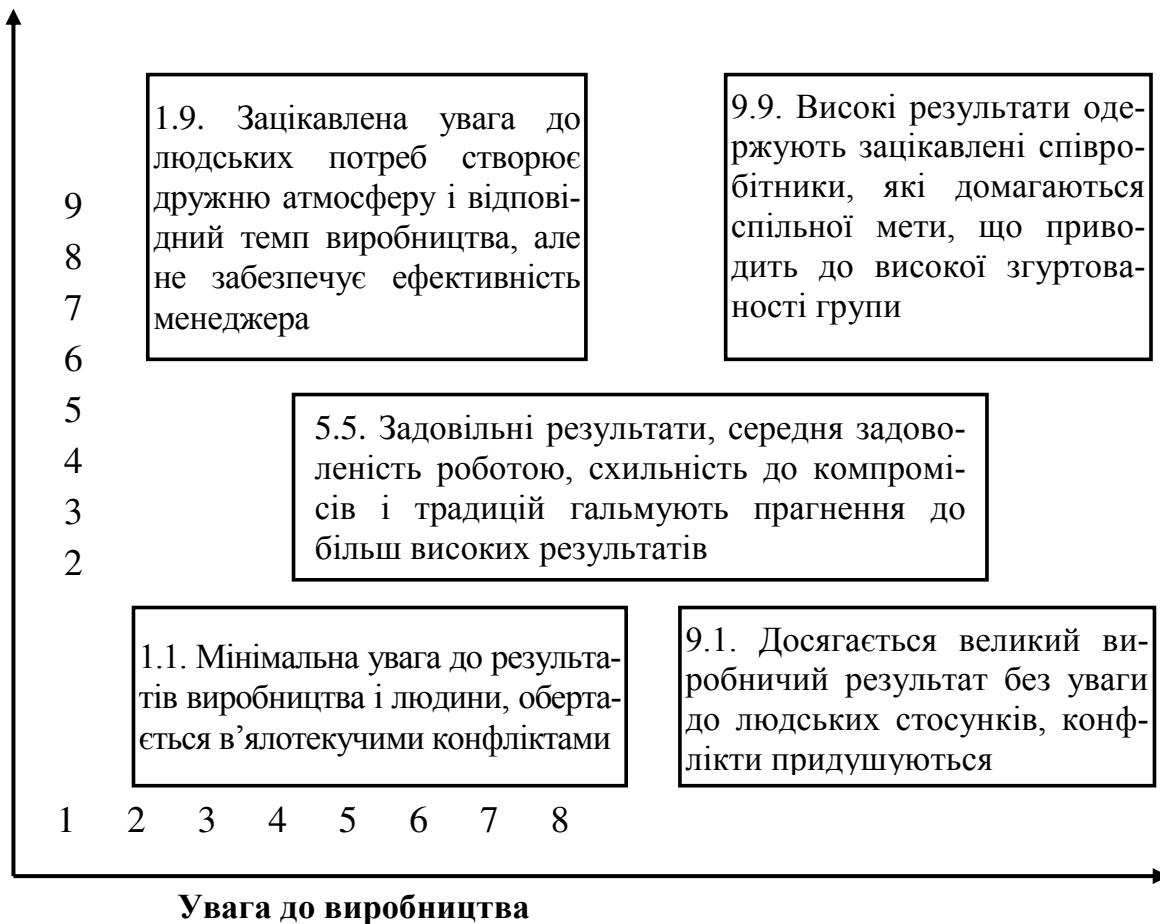 1.9. Зацікавлена увага до
людських потреб створює
дружню атмосферу і відпові-
дний темп виробництва, але
не забезпечує ефективність
менеджера
9.9. Високі результати оде-
ржують зацікавлені співро-
бітники, які домагаються
спільної мети, що приво-
дить до високої згуртова-
ності групи
9
8
7
6
5
4
3
2
5.5. Задовільні результати, середня задово-
леність роботою, схильність до компромі-
сів і традицій гальмують прагнення до
більш високих результатів
1.1. Мінімальна увага до результа-
тів виробництва і людини, оберта-
ється в’ялотекучими конфліктами
9.1. Досягається великий ви-
робничий результат без уваги
до людських стосунків, конф-
лікти придушуються
1 2 3 4 5 6 7 8
Увага до виробництва